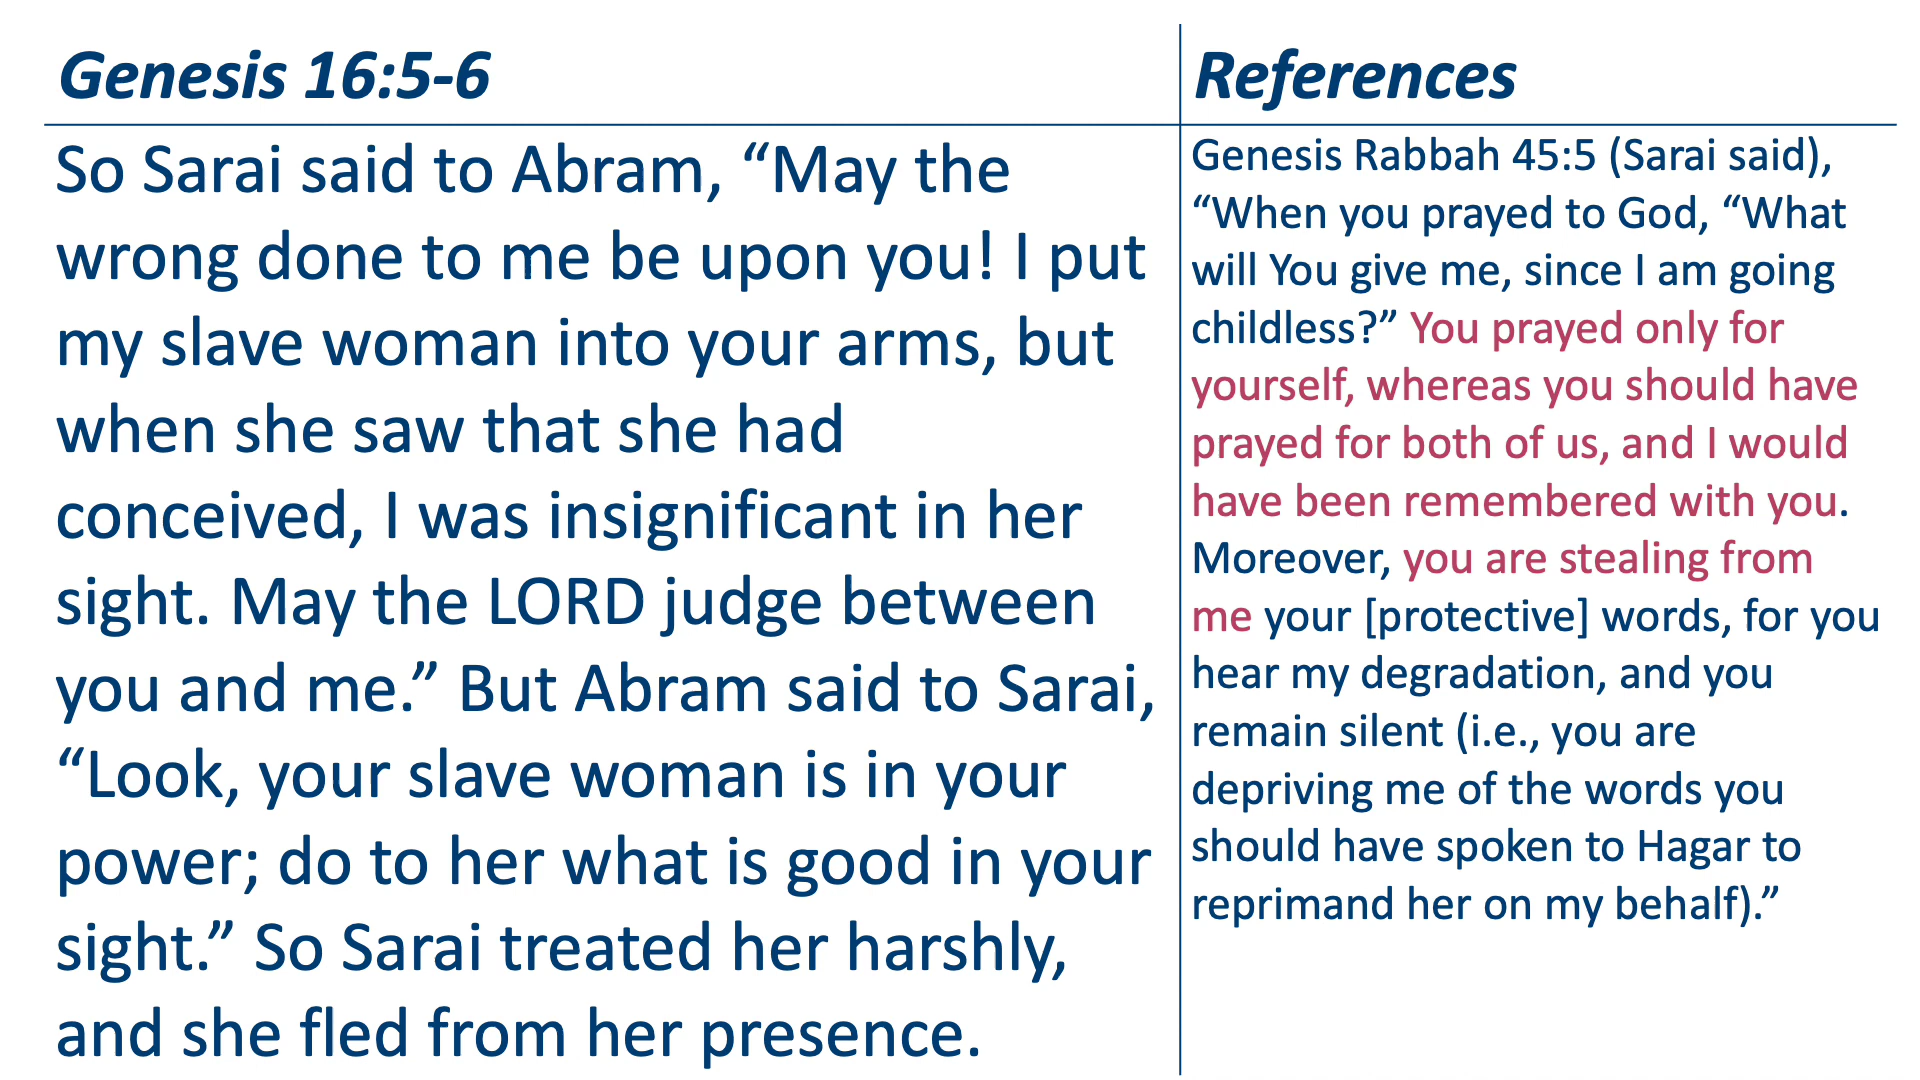 Genesis 16:5-6
So Sarai said to Abram, “May the
wrong done to me be upon you! I put
my slave woman into your arms, but
when she saw that she had
conceived, I was insignificant in her
sight. May the LORD judge between
you and me.” But Abram said to Sarai,
“Look, your slave woman is in your
power; do to her what is good in your
sight.” So Sarai treated her harshly,
and she fled from her presence.
References
Genesis Rabbah 45:5 (Sarai said),
“When you prayed to God, “What
will You give me, since I am going
childless?” You prayed only for
yourself, whereas you should have
prayed for both of us, and I would
have been remembered with you.
Moreover, you are stealing from
me your [protective] words, for you
hear my degradation, and you
remain silent (i.e., you are
depriving me of the words you
should have spoken to Hagar to
reprimand her on my behalf).”